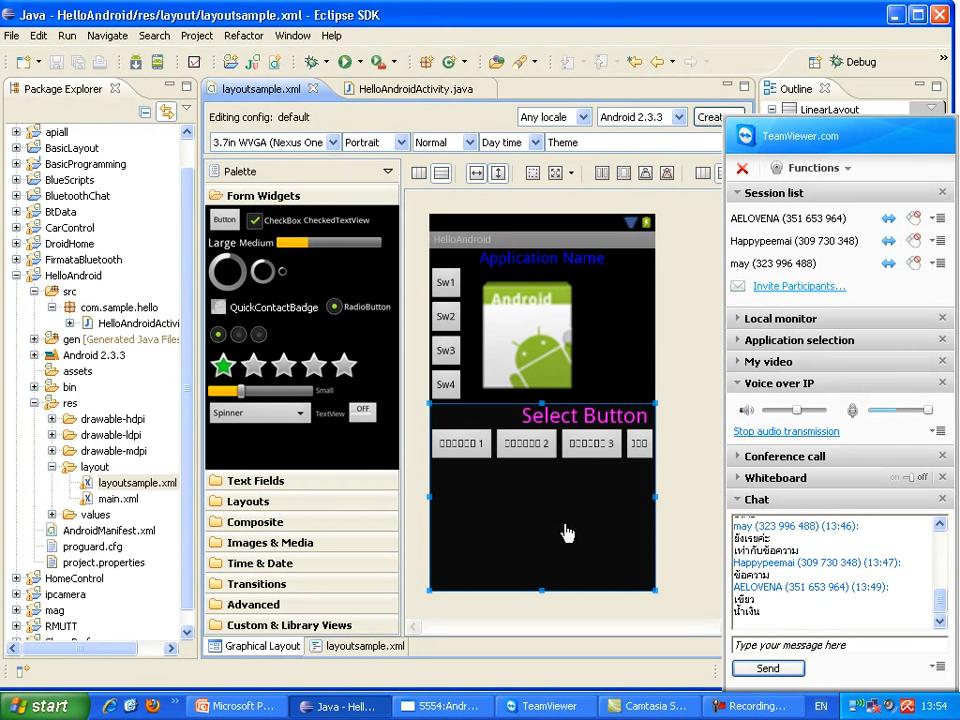 Java - HelloAndroid/res/layout/layoutsample.xml - Eclipse SDK
File Edit Run Navigate Search Project Refactor Window Help
Debug
Package Explorer
layoutsample.xml
HelloAndroidActivity.java
Outline
LinearLayout
Editing config: default
Any locale
Android 2.3.3
Creat
3.7in WVGA (Nexus One
Portrait
Normal
Day time
Theme
apiall
BasicLayout
BasicProgramming
BlueScripts
BluetoothChat
BtData
CarControl
DroidHome
FirmataBluetooth
HelloAndroid
src
com.sample.hello
HelloAndroidActivi
gen [Generated Java Files
Android 2.3.3
assets
bin
res
drawable-hdpi
drawable-ldpi
drawable-mdpi
layout
layoutsample.xml
main.xml
values
AndroidManifest.xml
proguard.cfg
project.properties
HomeControl
ipcamera
mag
RMUTT
Palette
Form Widgets
Button CheckBox CheckedTextView
Large Medium
QuickContactBadge RadioButton
Small
Spinner TextView OFF
Text Fields
Layouts
Composite
Images & Media
Time & Date
Transitions
Advanced
Custom & Library Views
Graphical Layout
layoutsample.xml
HelloAndroid
Application Name
Sw1
Sw2
Sw3
Sw4
Android
Select Button
1
2
3
TeamViewer.com
Functions
Session list
AELOVENA (351 653 964)
Happypeemai (309 730 348)
may (323 996 488)
Invite Participants...
Local monitor
Application selection
My video
Voice over IP
Stop audio transmission
Conference call
Whiteboard on off
Chat
may (323 996 488) (13:46):
ยังเรยค่ะ
เท่ากับข้อความ
Happypeemai (309 730 348) (13:47):
ข้อความ
AELOVENA (351 653 964) (13:49):
เขียว
น้ำเงิน
Type your message here
Send
start
Microsoft P...
Java - Hell...
5554:Andr...
TeamViewer
Camtasia S...
Recording...
EN
13:54